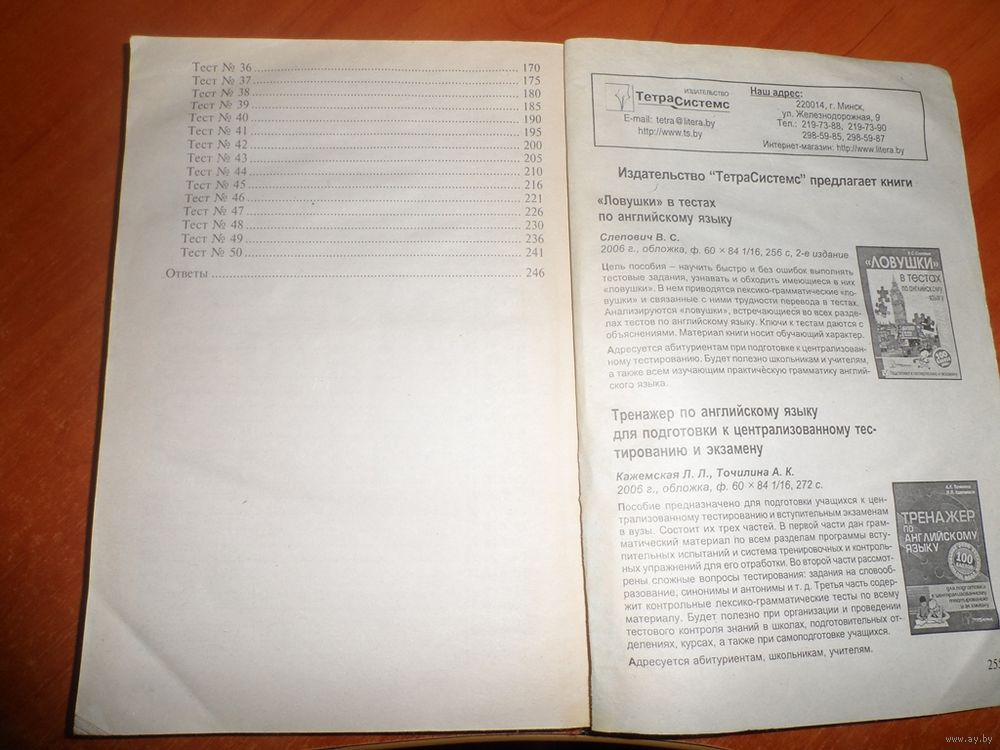 Тест № 36 ... 170
Тест № 37 ... 175
Тест № 38 ... 180
Тест № 39 ... 185
Тест № 40 ... 190
Тест № 41 ... 195
Тест № 42 ... 200
Тест № 43 ... 205
Тест № 44 ... 210
Тест № 45 ... 216
Тест № 46 ... 221
Тест № 47 ... 226
Тест № 48 ... 230
Тест № 49 ... 236
Тест № 50 ... 241
Ответы ... 246
ИЗДАТЕЛЬСТВО
ТетраСистемс
E-mail: tetra@litera.by
http://www.ts.by
Наш адрес:
220014, г. Минск,
ул. Железнодорожная, 9
Тел.: 219-73-88, 219-73-90
298-59-85, 298-59-87
Интернет-магазин: http://www.litera.by
Издательство "ТетраСистемс" предлагает книги
«Ловушки» в тестах
по английскому языку
Слепович В. С.
2006 г., обложка, ф. 60 × 84 1/16, 256 с, 2-е издание
Цель пособия – научить быстро и без ошибок выполнять
тестовые задания, узнавать и обходить имеющиеся в них
«ловушки». В нем приводятся лексико-грамматические «ло-
вушки» и связанные с ними трудности перевода в тестах.
Анализируются «ловушки», встречающиеся во всех разде-
лах тестов по английскому языку. Ключи к тестам даются с
объяснениями. Материал книги носит обучающий характер.
Адресуется абитуриентам при подготовке к централизован-
ному тестированию. Будет полезно школьникам и учителям,
а также всем изучающим практическую грамматику англий-
ского языка.
«ЛОВУШКИ»
в тестах
по английскому
языку
100
Тренажер по английскому языку
для подготовки к централизованному тес-
тированию и экзамену
Кажемская Л. Л., Точилина А. К.
2006 г., обложка, ф. 60 × 84 1/16, 272 с.
Пособие предназначено для подготовки учащихся к цен-
трализованному тестированию и вступительным экзаменам
в вузы. Состоит их трех частей. В первой части дан грам-
матический материал по всем разделам программы всту-
пительных испытаний и система тренировочных и контроль-
ных упражнений для его отработки. Во второй части рассмот-
рены сложные вопросы тестирования: задания на словооб-
разование, синонимы и антонимы и т. д. Третья часть содер-
жит контрольные лексико-грамматические тесты по всему
материалу. Будет полезно при организации и проведении
тестового контроля знаний в школах, подготовительных от-
делениях, курсах, а также при самоподготовке учащихся.
Адресуется абитуриентам, школьникам, учителям.
ТРЕНАЖЕР
ПО
АНГЛИЙСКОМУ
ЯЗЫКУ
100
для подготовки
к централизованному
тестированию
и экзамену
255
www.ay.by